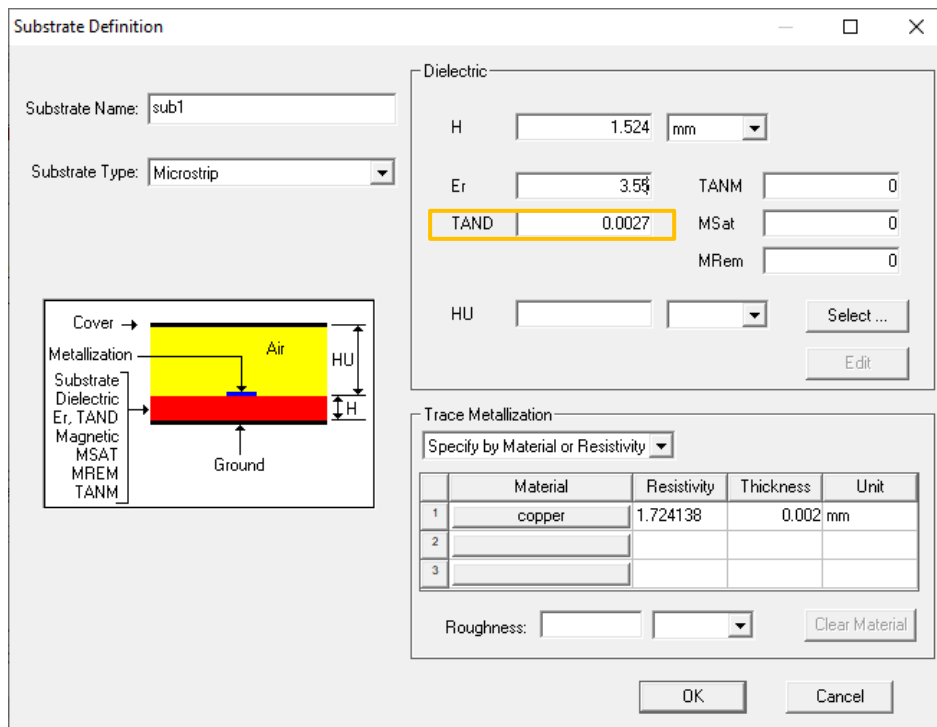 Substrate Definition
Substrate Name: sub1
Substrate Type: Microstrip
Dielectric
H 1.524 mm
Er 3.55 TANM 0
TAND 0.0027 MSat 0
MRem 0
HU Select ...
Edit
Cover
Air
HU
Metallization
Substrate
Dielectric
Er, TAND
Magnetic
MSAT
MREM
TANM
H
Ground
Trace Metallization
Specify by Material or Resistivity
Material Resistivity Thickness Unit
1 copper 1.724138 0.002 mm
2
3
Roughness: Clear Material
OK Cancel